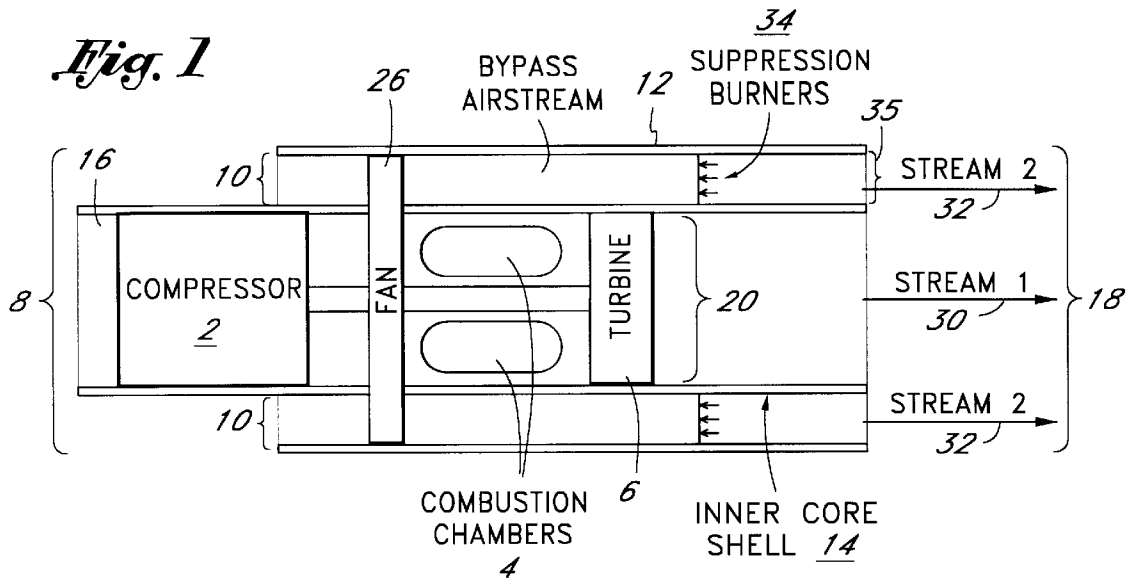 Fig. 1
34
SUPPRESSION
BURNERS
BYPASS
AIRSTREAM
26
12
35
16
10
STREAM 2
32
8
COMPRESSOR
2
FAN
TURBINE
20
STREAM 1
30
18
10
STREAM 2
32
COMBUSTION
CHAMBERS
4
6
INNER CORE
SHELL 14